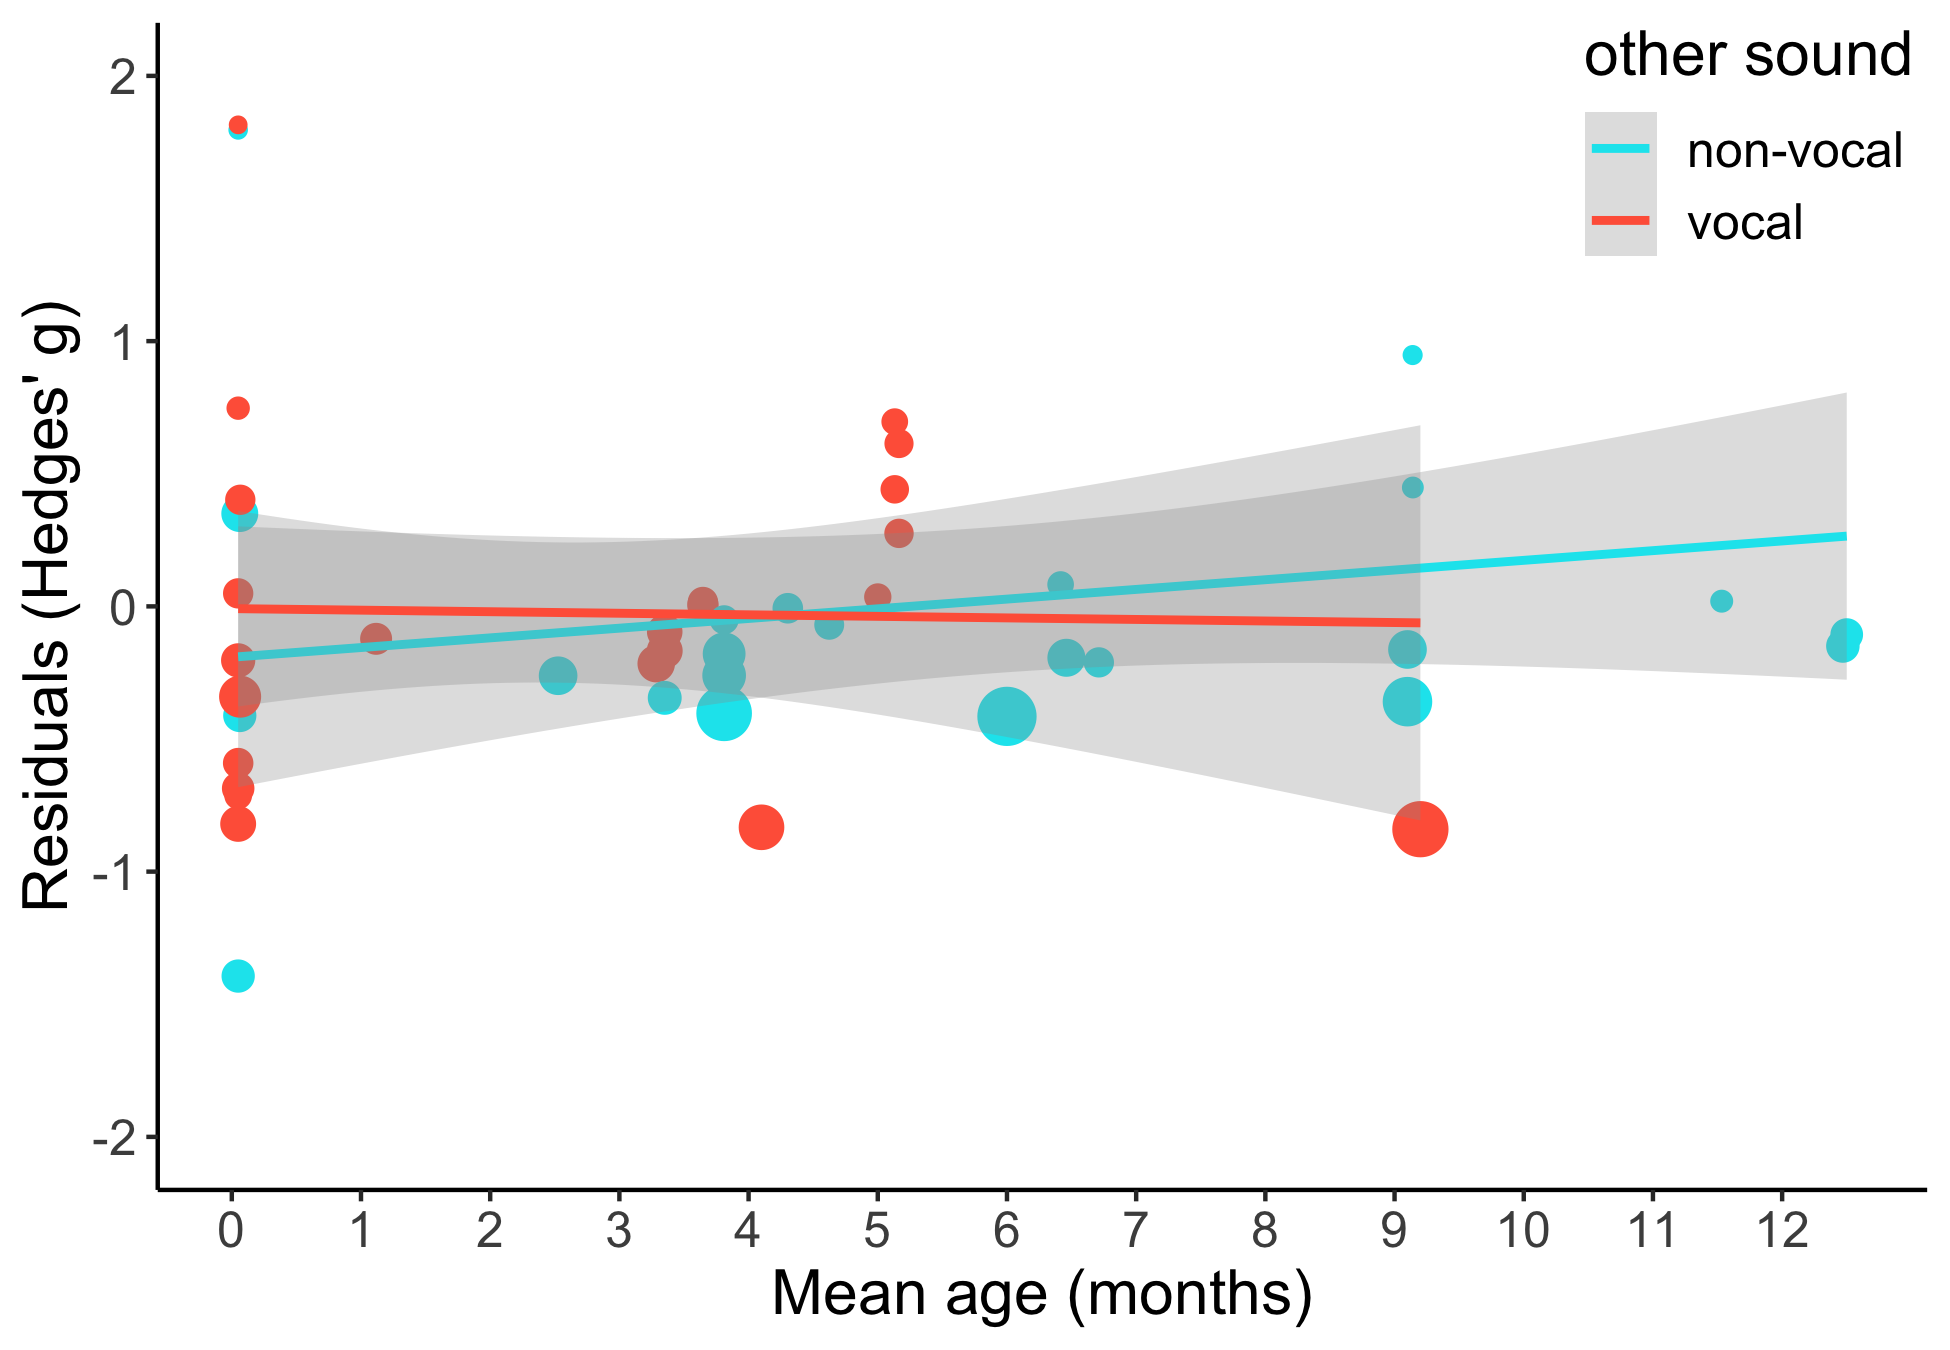 other sound
non-vocal
vocal
Residuals (Hedges' g)
2
1
0
-1
-2
0 1 2 3 4 5 6 7 8 9 10 11 12
Mean age (months)